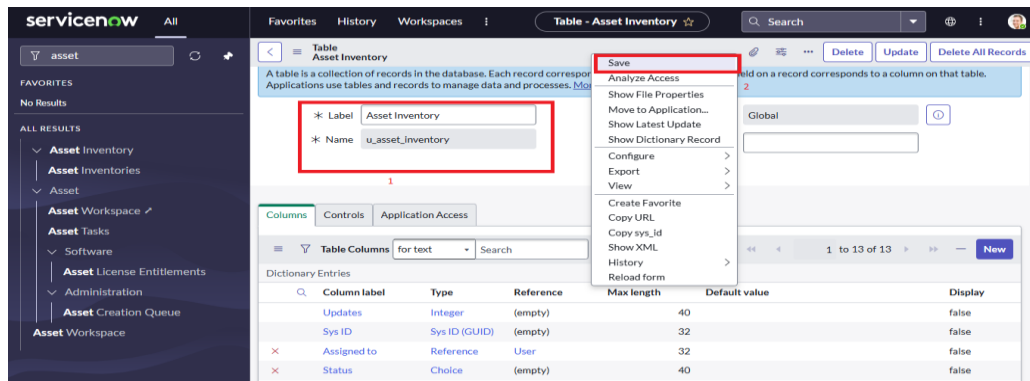 servicenow All Favorites History Workspaces Table - Asset Inventory Search
asset
FAVORITES
No Results
ALL RESULTS
Asset Inventory
Asset Inventories
Asset
Asset Workspace
Asset Tasks
Software
Asset License Entitlements
Administration
Asset Creation Queue
Asset Workspace
Table
Asset Inventory
Delete Update Delete All Records
A table is a collection of records in the database. Each record correspor
eld on a record corresponds to a column on that table.
Applications use tables and records to manage data and processes. Mo
2
* Label Asset Inventory
Global
* Name u_asset_inventory
1
Save
Analyze Access
Show File Properties
Move to Application...
Show Latest Update
Show Dictionary Record
Configure
Export
View
Create Favorite
Copy URL
Copy sys_id
Show XML
History
Reload form
Columns Controls Application Access
Table Columns for text Search
1 to 13 of 13 New
Dictionary Entries
Column label Type Reference Max length Default value Display
Updates Integer (empty) 40 false
Sys ID Sys ID (GUID) (empty) 32 false
Assigned to Reference User 32 false
Status Choice (empty) 40 false